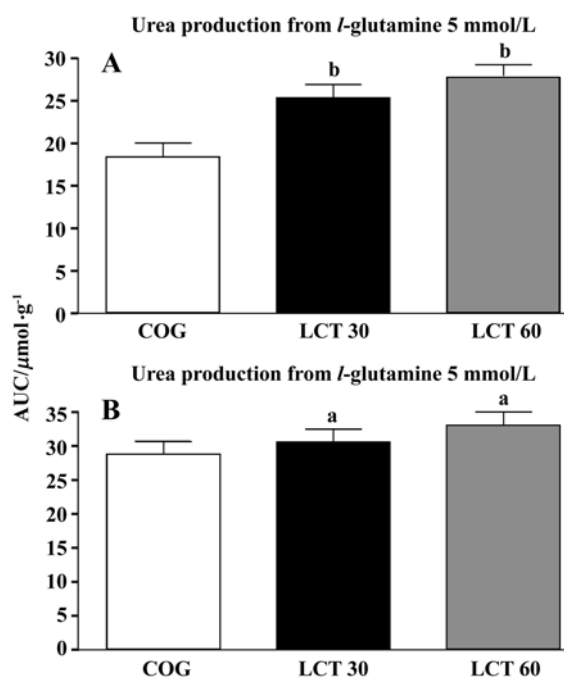 Urea production from l-glutamine 5 mmol/L
A
b
b
30
25
20
15
10
5
0
COG LCT 30 LCT 60
AUC/µmol·g⁻¹
Urea production from l-glutamine 5 mmol/L
B
a
a
35
30
25
20
15
10
5
0
COG LCT 30 LCT 60